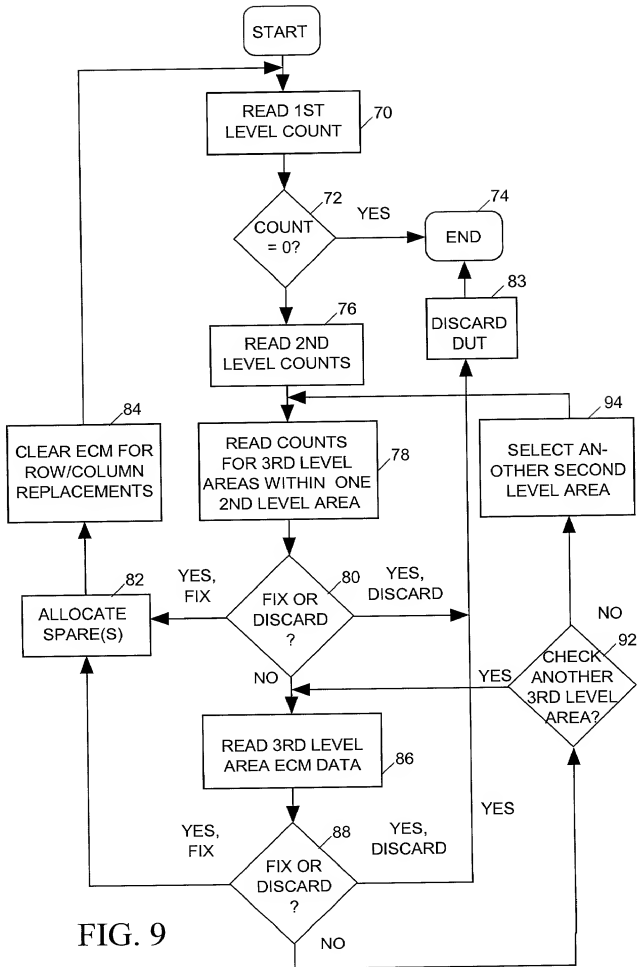 START
READ 1ST
LEVEL COUNT
70
72
COUNT
= 0?
YES
74
END
83
DISCARD
DUT
76
READ 2ND
LEVEL COUNTS
84
CLEAR ECM FOR
ROW/COLUMN
REPLACEMENTS
READ COUNTS
FOR 3RD LEVEL
AREAS WITHIN ONE
2ND LEVEL AREA
78
94
SELECT AN-
OTHER SECOND
LEVEL AREA
82
ALLOCATE
SPARE(S)
YES,
FIX
80
FIX OR
DISCARD
?
YES,
DISCARD
NO
NO
92
CHECK
ANOTHER
3RD LEVEL
AREA?
YES
READ 3RD LEVEL
AREA ECM DATA
86
YES
YES,
FIX
88
FIX OR
DISCARD
?
YES,
DISCARD
NO
FIG. 9